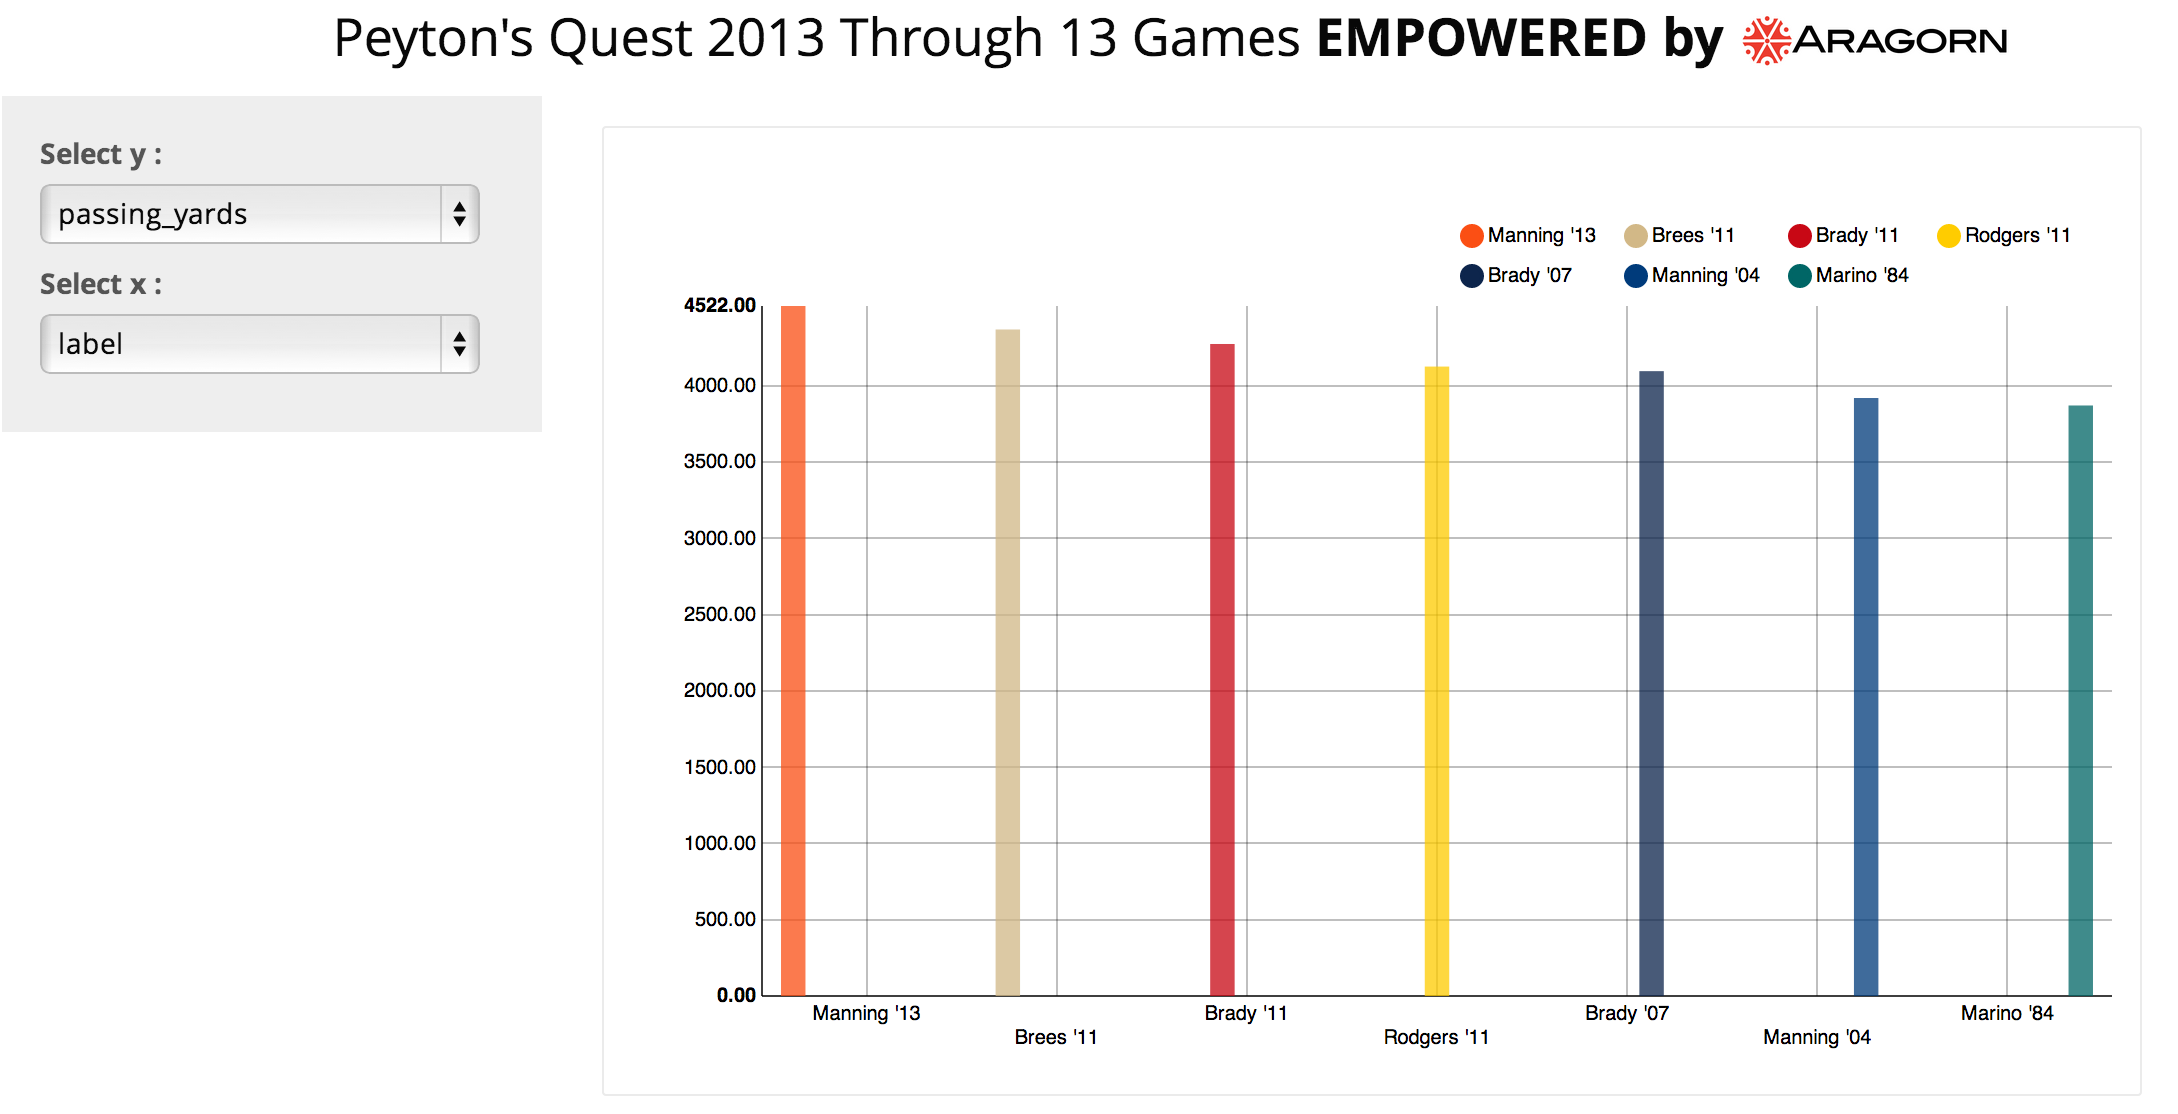 Peyton's Quest 2013 Through 13 Games EMPOWERED by ARAGORN
Select y :
passing_yards
Select x :
label
Manning '13 Brees '11 Brady '11 Rodgers '11
Brady '07 Manning '04 Marino '84
4522.00
4000.00
3500.00
3000.00
2500.00
2000.00
1500.00
1000.00
500.00
0.00
Manning '13 Brady '11 Brady '07 Marino '84
Brees '11 Rodgers '11 Manning '04